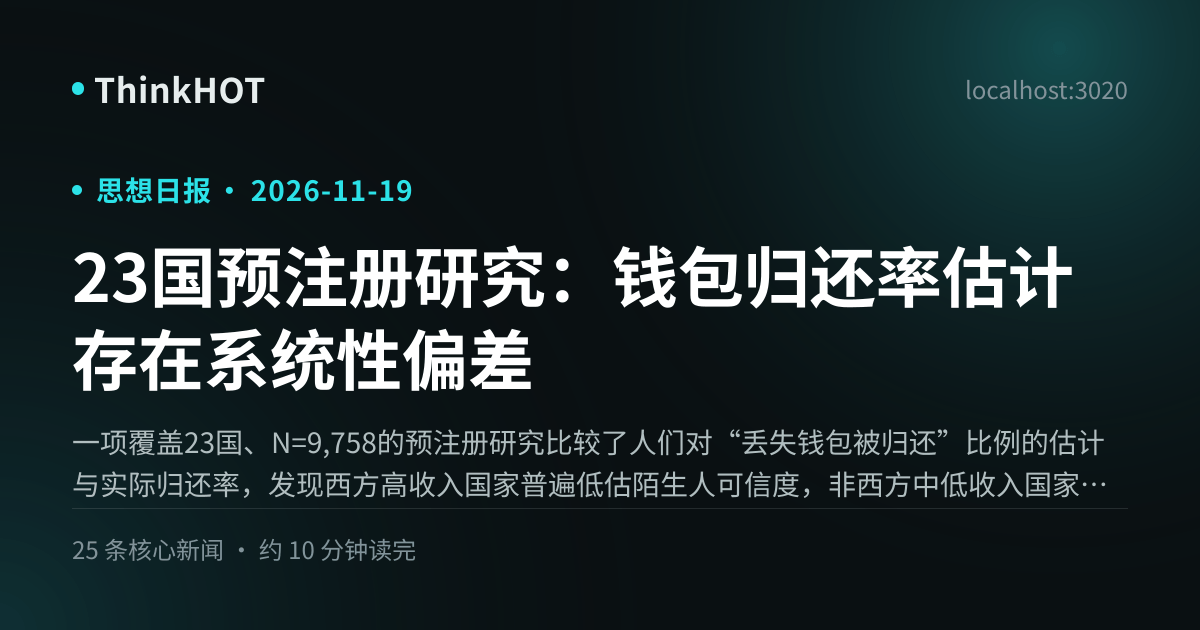 ThinkHOT
localhost:3020
思想日报 · 2026-11-19
23国预注册研究：钱包归还率估计
存在系统性偏差
一项覆盖23国、N=9,758的预注册研究比较了人们对“丢失钱包被归还”比例的估计
与实际归还率，发现西方高收入国家普遍低估陌生人可信度，非西方中低收入国家…
25 条核心新闻 · 约 10 分钟读完